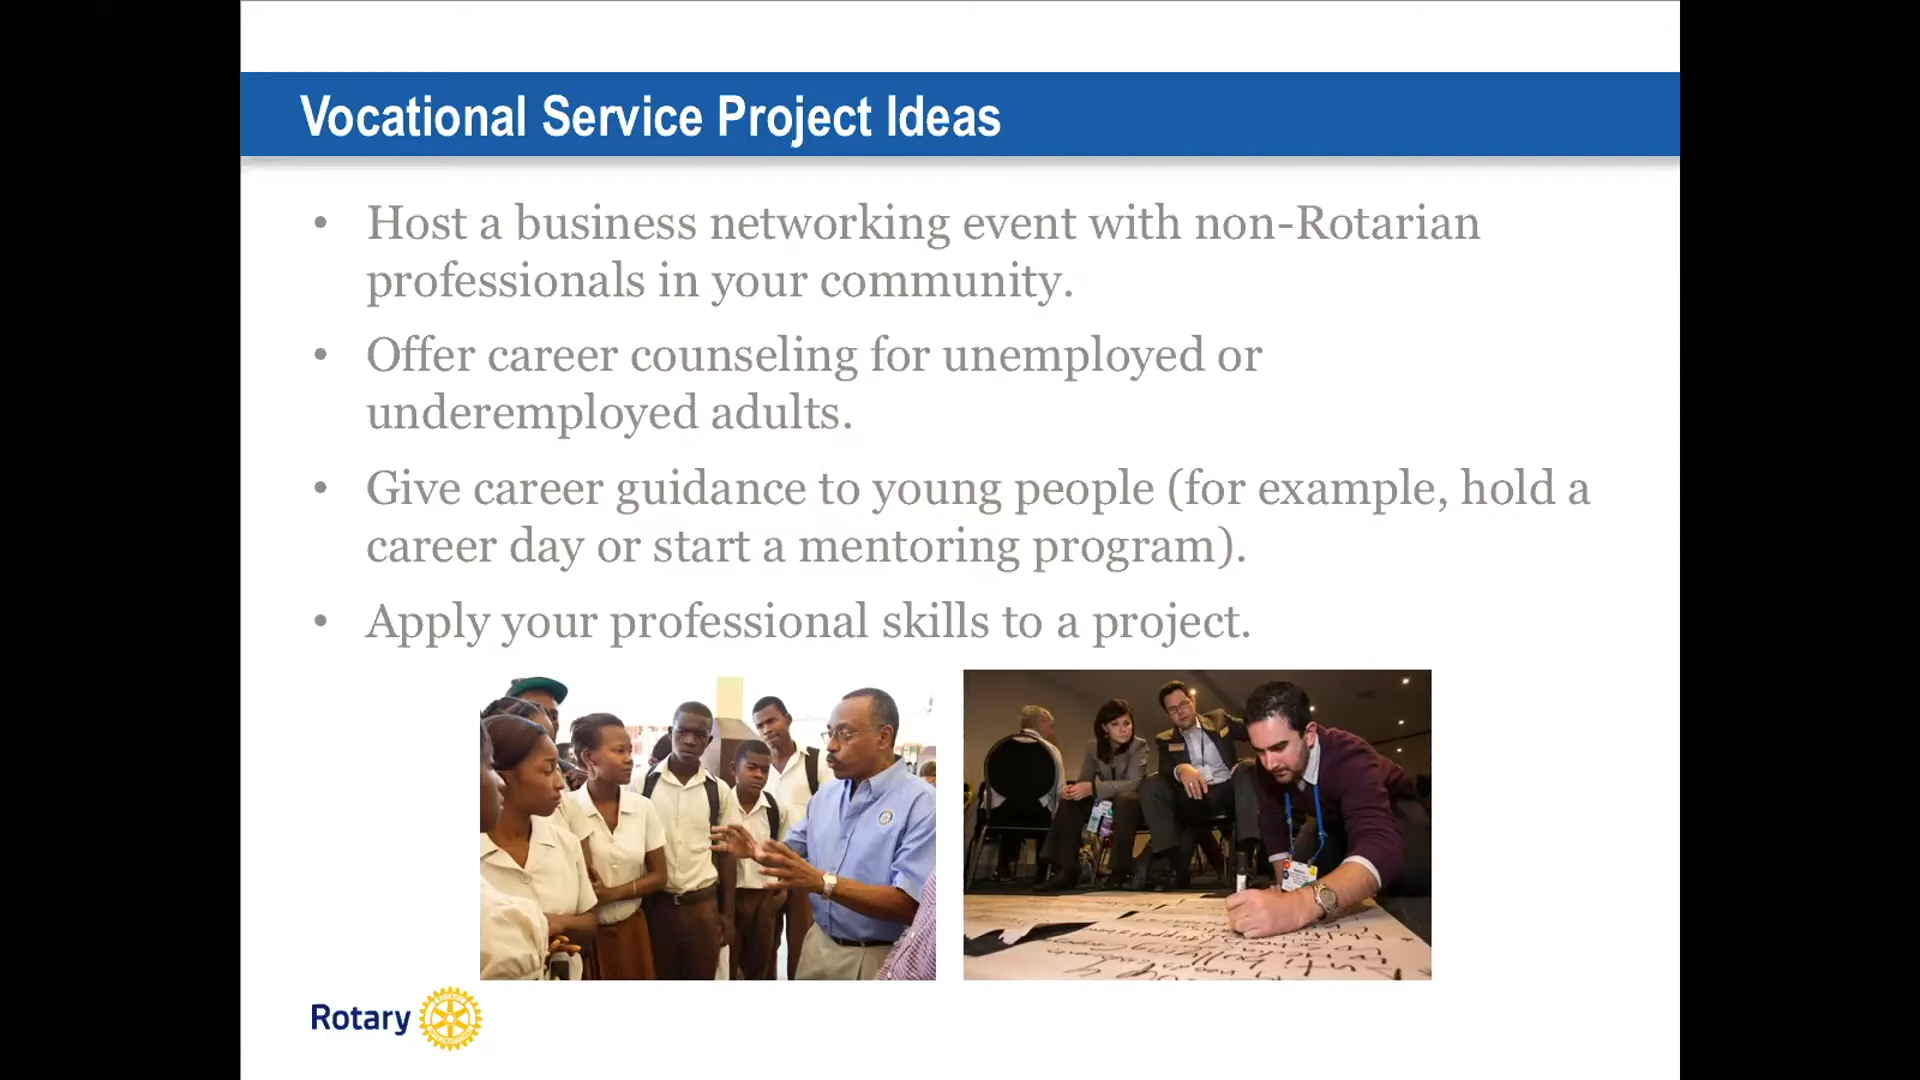 Vocational Service Project Ideas
• Host a business networking event with non-Rotarian
professionals in your community.
• Offer career counseling for unemployed or
underemployed adults.
• Give career guidance to young people (for example, hold a
career day or start a mentoring program).
• Apply your professional skills to a project.
Rotary